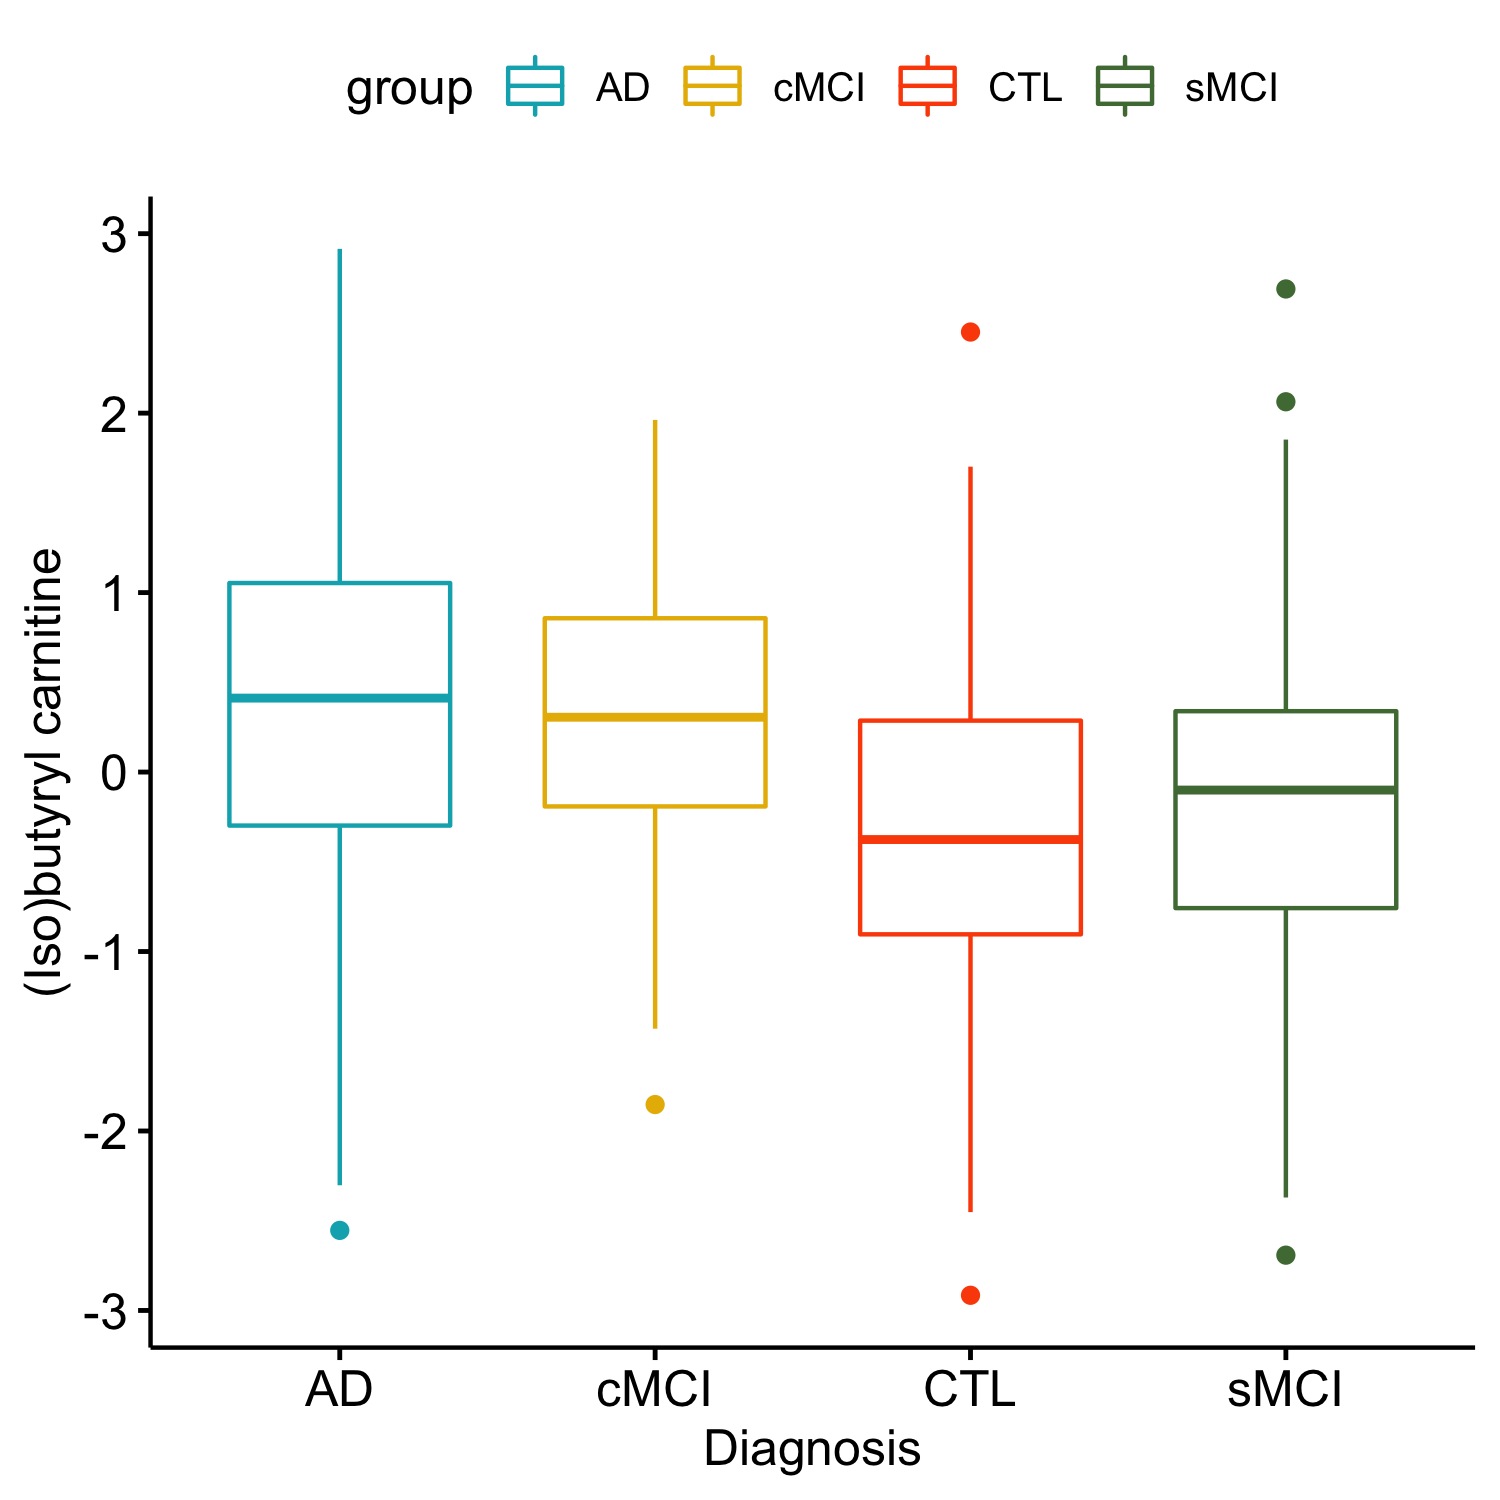 group AD cMCI CTL sMCI
3
2
1
0
-1
-2
-3
(Iso)butyryl carnitine
AD cMCI CTL sMCI
Diagnosis